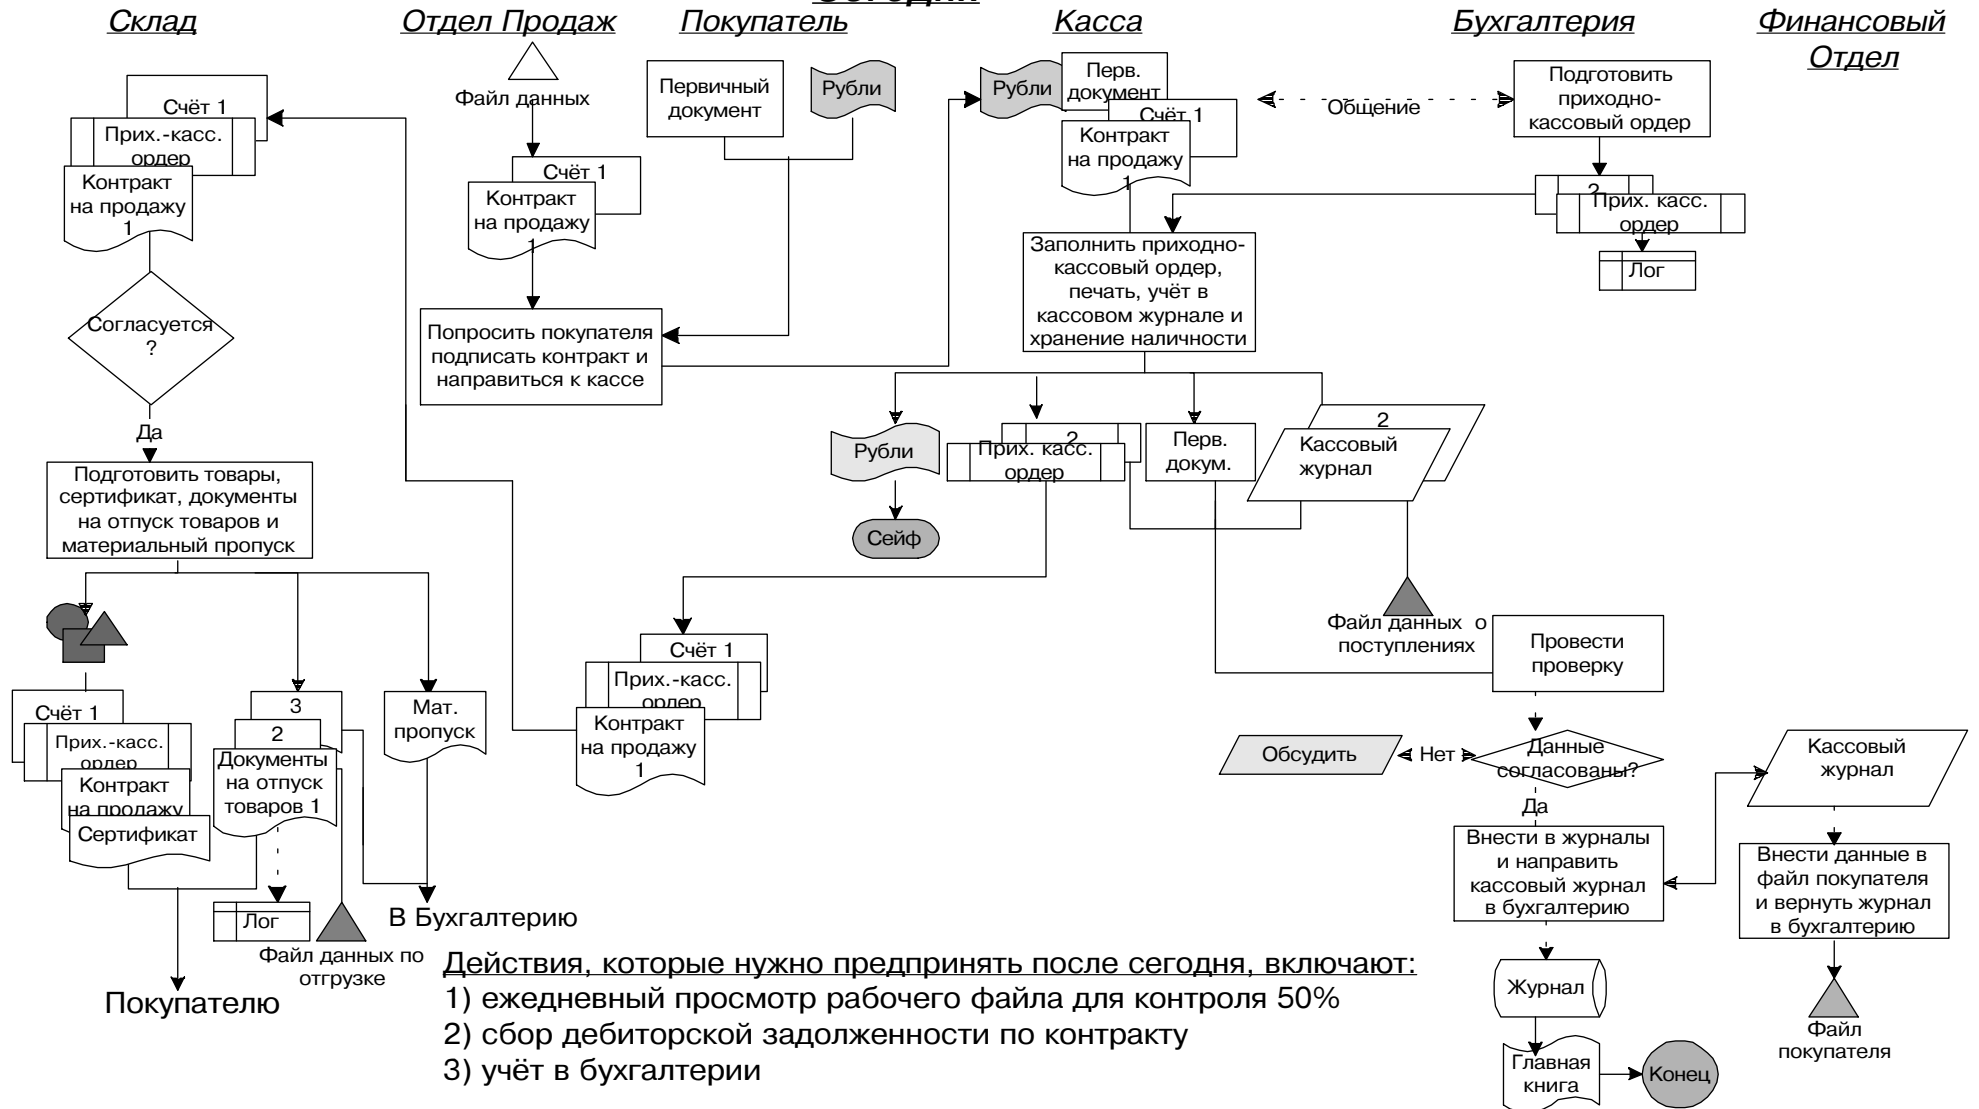 Сегодня
Склад
Отдел Продаж
Покупатель
Касса
Бухгалтерия
Финансовый
Отдел
Счёт 1
Прих.-касс.
ордер
Контракт
на продажу
1
Согласуется
?
Да
Подготовить товары,
сертификат, документы
на отпуск товаров и
материальный пропуск
Счёт 1
Прих.-касс.
ордер
Контракт
на продажу
Сертификат
3
2
Документы
на отпуск
товаров 1
Мат.
пропуск
Лог
Файл данных по
отгрузке
В Бухгалтерию
Покупателю
Файл данных
Счёт 1
Контракт
на продажу
1
Попросить покупателя
подписать контракт и
направиться к кассе
Первичный
документ
Рубли
Рубли
Перв.
документ
Счёт 1
Контракт
на продажу
1
Общение
Заполнить приходно-
кассовый ордер,
печать, учёт в
кассовом журнале и
хранение наличности
Рубли
Сейф
2
Прих. касс.
ордер
Перв.
докум.
2
Кассовый
журнал
Файл данных о
поступлениях
Счёт 1
Прих.-касс.
ордер
Контракт
на продажу
1
Подготовить
приходно-
кассовый ордер
2
Прих. касс.
ордер
Лог
Провести
проверку
Данные
согласованы?
Нет
Обсудить
Да
Внести в журналы
и направить
кассовый журнал
в бухгалтерию
Журнал
Главная
книга
Конец
Кассовый
журнал
Внести данные в
файл покупателя
и вернуть журнал
в бухгалтерию
Файл
покупателя
Действия, которые нужно предпринять после сегодня, включают:
1) ежедневный просмотр рабочего файла для контроля 50%
2) сбор дебиторской задолженности по контракту
3) учёт в бухгалтерии